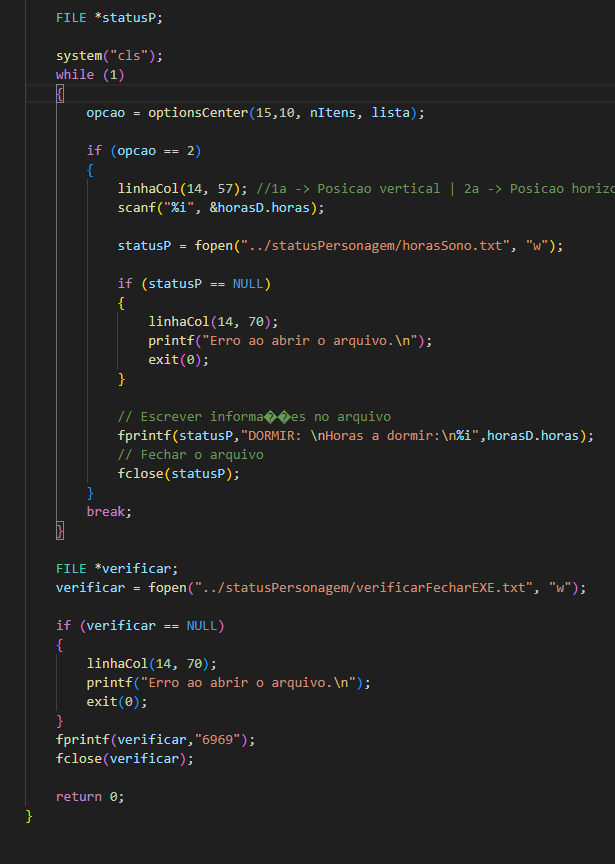 FILE *statusP;
system("cls");
while (1)
{
opcao = optionsCenter(15,10, nItens, lista);
if (opcao == 2)
{
linhaCol(14, 57); //1a -> Posicao vertical | 2a -> Posicao horizo
scanf("%i", &horasD.horas);
statusP = fopen("../statusPersonagem/horasSono.txt", "w");
if (statusP == NULL)
{
linhaCol(14, 70);
printf("Erro ao abrir o arquivo.\n");
exit(0);
}
// Escrever informa��es no arquivo
fprintf(statusP,"DORMIR: \nHoras a dormir:\n%i",horasD.horas);
// Fechar o arquivo
fclose(statusP);
}
break;
}
FILE *verificar;
verificar = fopen("../statusPersonagem/verificarFecharEXE.txt", "w");
if (verificar == NULL)
{
linhaCol(14, 70);
printf("Erro ao abrir o arquivo.\n");
exit(0);
}
fprintf(verificar,"6969");
fclose(verificar);
return 0;
}